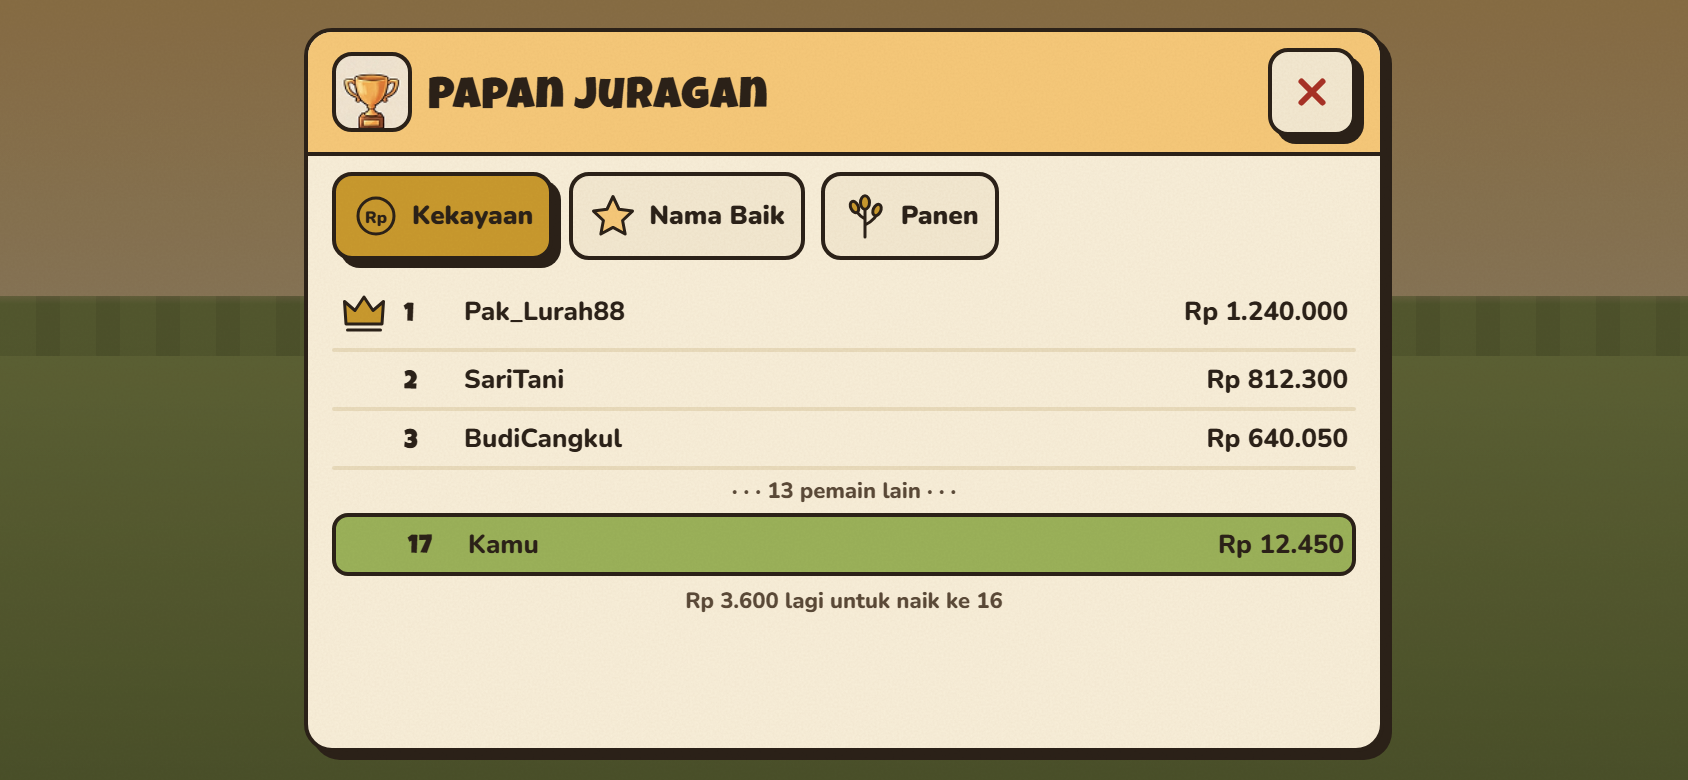 PAPAN JURAGAN
Rp Kekayaan
Nama Baik
Panen
1 Pak_Lurah88 Rp 1.240.000
2 SariTani Rp 812.300
3 BudiCangkul Rp 640.050
··· 13 pemain lain ···
17 Kamu Rp 12.450
Rp 3.600 lagi untuk naik ke 16